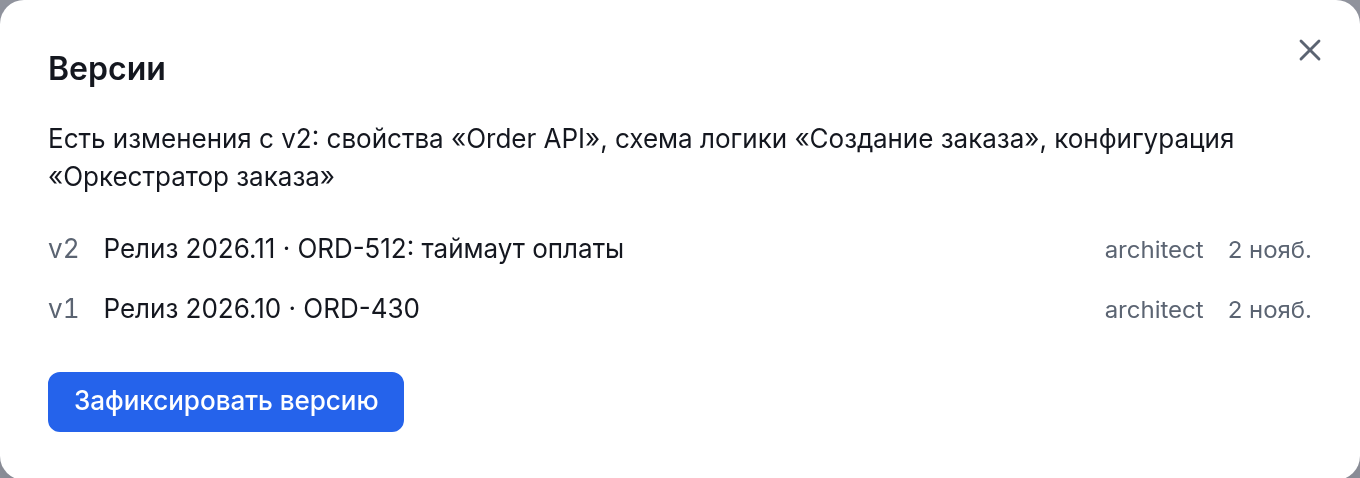 Версии
Есть изменения с v2: свойства «Order API», схема логики «Создание заказа», конфигурация
«Оркестратор заказа»
v2 Релиз 2026.11 · ORD-512: таймаут оплаты architect 2 нояб.
v1 Релиз 2026.10 · ORD-430 architect 2 нояб.
Зафиксировать версию